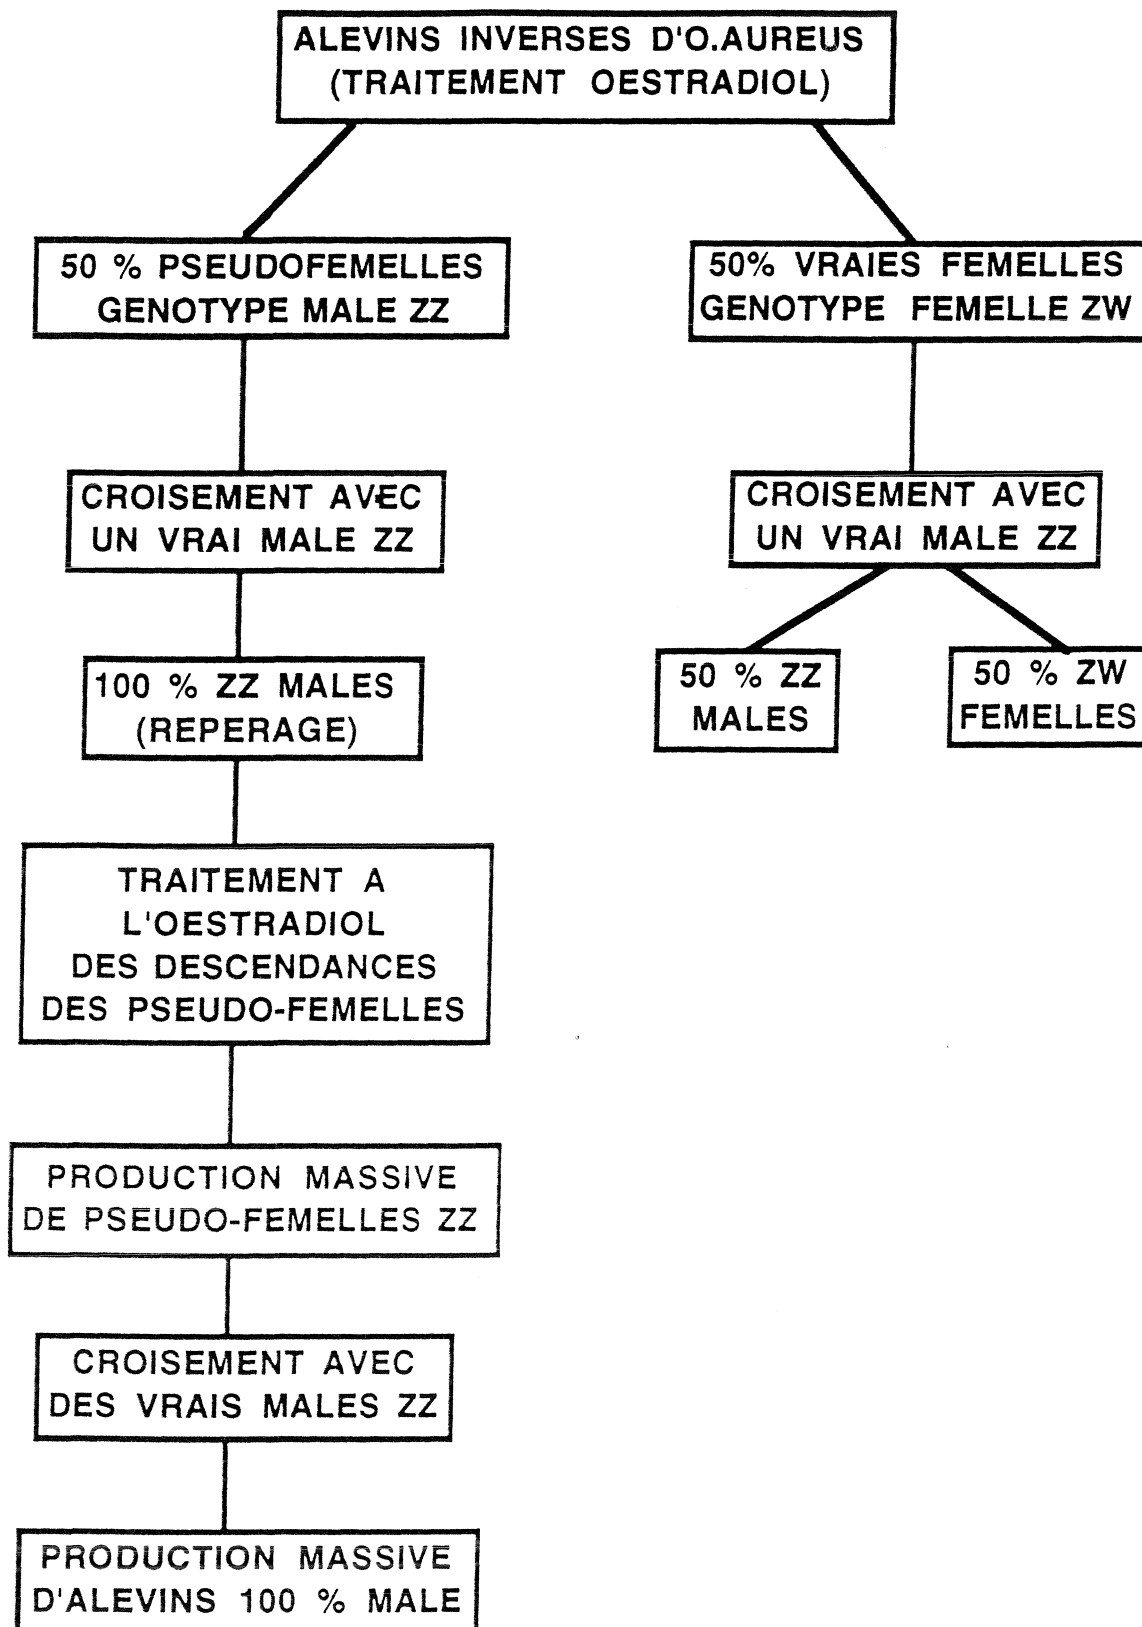 ALEVINS INVERSES D'O.AUREUS
(TRAITEMENT OESTRADIOL)
50 % PSEUDOFEMELLES
GENOTYPE MALE ZZ
50% VRAIES FEMELLES
GENOTYPE FEMELLE ZW
CROISEMENT AVEC
UN VRAI MALE ZZ
CROISEMENT AVEC
UN VRAI MALE ZZ
100 % ZZ MALES
(REPERAGE)
50 % ZZ
MALES
50 % ZW
FEMELLES
TRAITEMENT A
L'OESTRADIOL
DES DESCENDANCES
DES PSEUDO-FEMELLES
PRODUCTION MASSIVE
DE PSEUDO-FEMELLES ZZ
CROISEMENT AVEC
DES VRAIS MALES ZZ
PRODUCTION MASSIVE
D'ALEVINS 100 % MALE